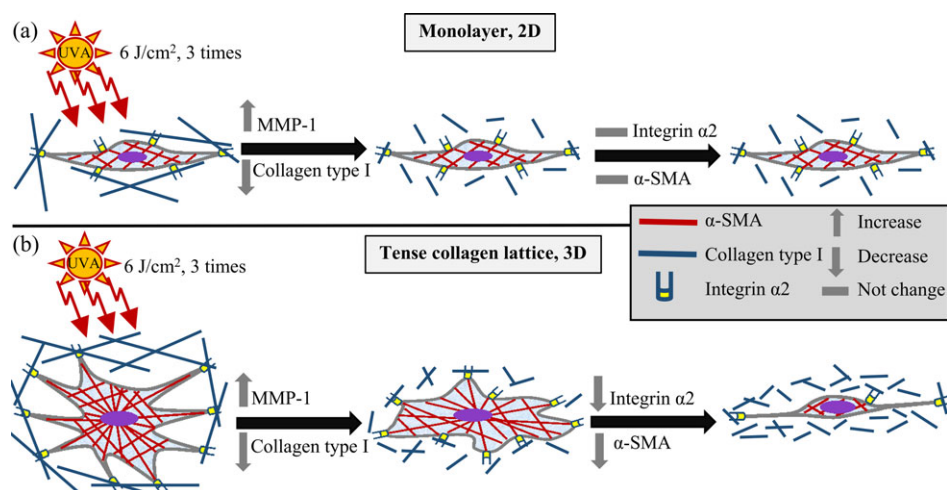 (a)
Monolayer, 2D
UVA
6 J/cm², 3 times
MMP-1
Collagen type I
Integrin α2
α-SMA
α-SMA
Increase
Collagen type I
Decrease
Integrin α2
Not change
(b)
Tense collagen lattice, 3D
UVA
6 J/cm², 3 times
MMP-1
Collagen type I
Integrin α2
α-SMA